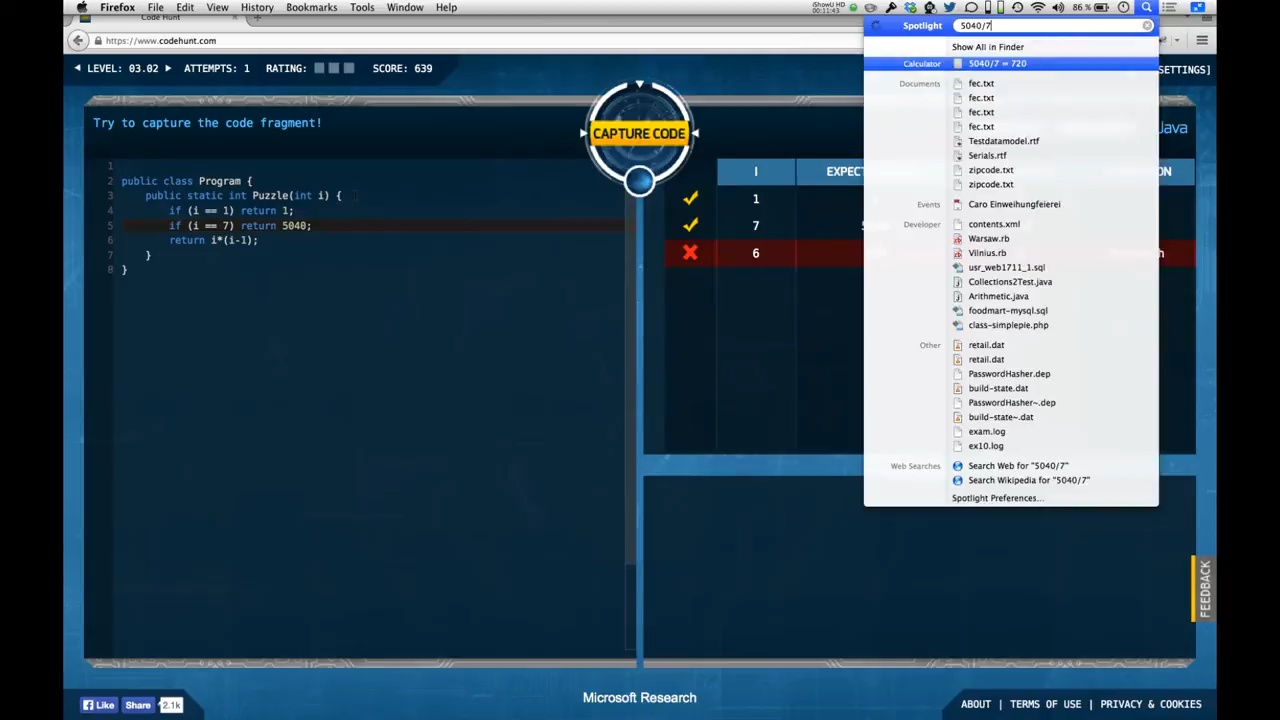 Firefox File Edit View History Bookmarks Tools Window Help
iShowU HD
00:11:43
86 %
Code Hunt
https://www.codehunt.com
Spotlight 5040/7
Show All in Finder
Calculator 5040/7 = 720
Documents fec.txt
fec.txt
fec.txt
fec.txt
Testdatamodel.rtf
Serials.rtf
zipcode.txt
zipcode.txt
Events Caro Einweihungfeierei
Developer contents.xml
Warsaw.rb
Vilnius.rb
usr_web1711_1.sql
Collections2Test.java
Arithmetic.java
foodmart-mysql.sql
class-simplepie.php
Other retail.dat
retail.dat
PasswordHasher.dep
build-state.dat
PasswordHasher~.dep
build-state~.dat
exam.log
ex10.log
Web Searches Search Web for "5040/7"
Search Wikipedia for "5040/7"
Spotlight Preferences...
LEVEL: 03.02 ATTEMPTS: 1 RATING: SCORE: 639
SETTINGS]
Try to capture the code fragment!
CAPTURE CODE
Java
1
2 public class Program {
3 public static int Puzzle(int i) {
4 if (i == 1) return 1;
5 if (i == 7) return 5040;
6 return i*(i-1);
7 }
8 }
I EXPECT ON
1
7
6
FEEDBACK
Like Share 2.1k
Microsoft Research
ABOUT | TERMS OF USE | PRIVACY & COOKIES